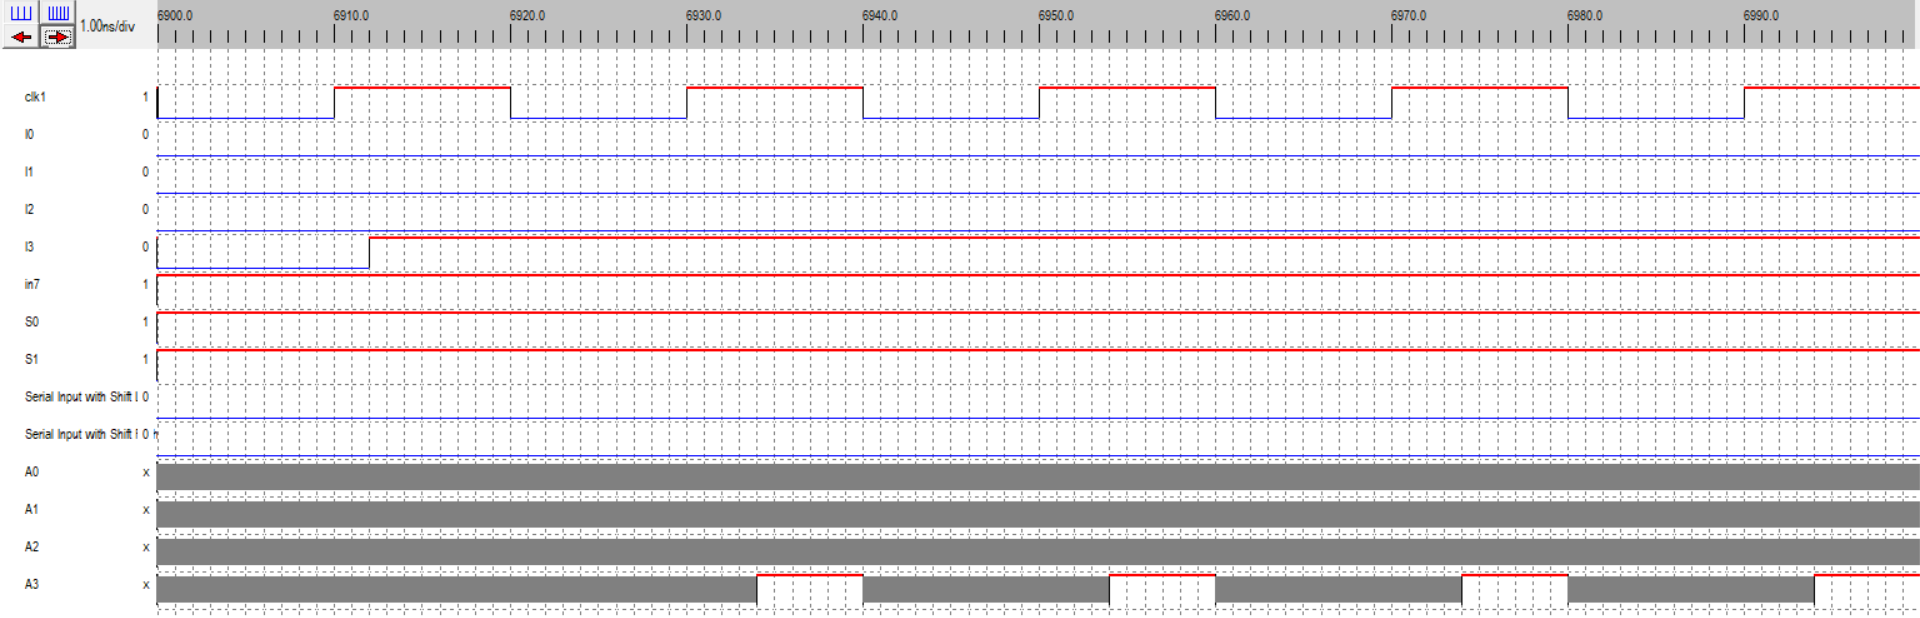 1.00ns/div
6900.0 6910.0 6920.0 6930.0 6940.0 6950.0 6960.0 6970.0 6980.0 6990.0
clk1 1
I0 0
I1 0
I2 0
I3 0
in7 1
S0 1
S1 1
Serial Input with Shift 0
Serial Input with Shift 0
A0 x
A1 x
A2 x
A3 x